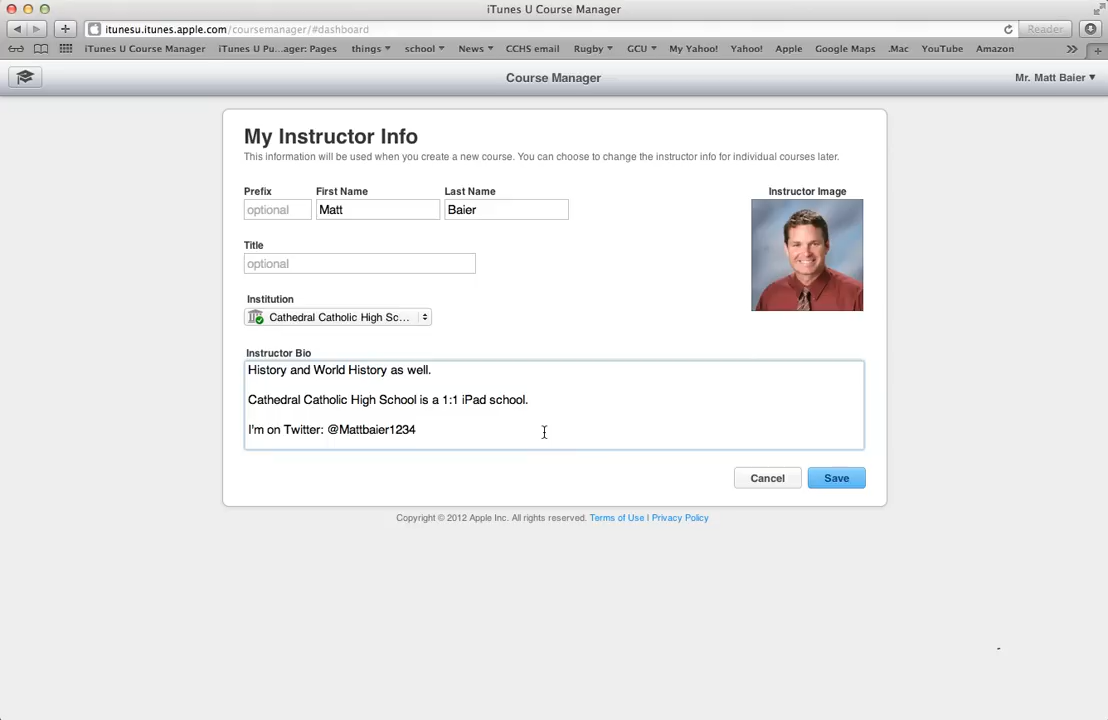 iTunes U Course Manager
itunesu.itunes.apple.com/coursemanager/#dashboard
Reader
iTunes U Course Manager iTunes U Pu...ager: Pages things school News CCHS email Rugby GCU My Yahoo! Yahoo! Apple Google Maps .Mac YouTube Amazon
Course Manager
Mr. Matt Baier
My Instructor Info
This information will be used when you create a new course. You can choose to change the instructor info for individual courses later.
Prefix First Name Last Name Instructor Image
optional Matt Baier
Title
optional
Institution
Cathedral Catholic High Sc...
Instructor Bio
History and World History as well.
Cathedral Catholic High School is a 1:1 iPad school.
I'm on Twitter: @Mattbaier1234
Cancel Save
Copyright © 2012 Apple Inc. All rights reserved. Terms of Use | Privacy Policy